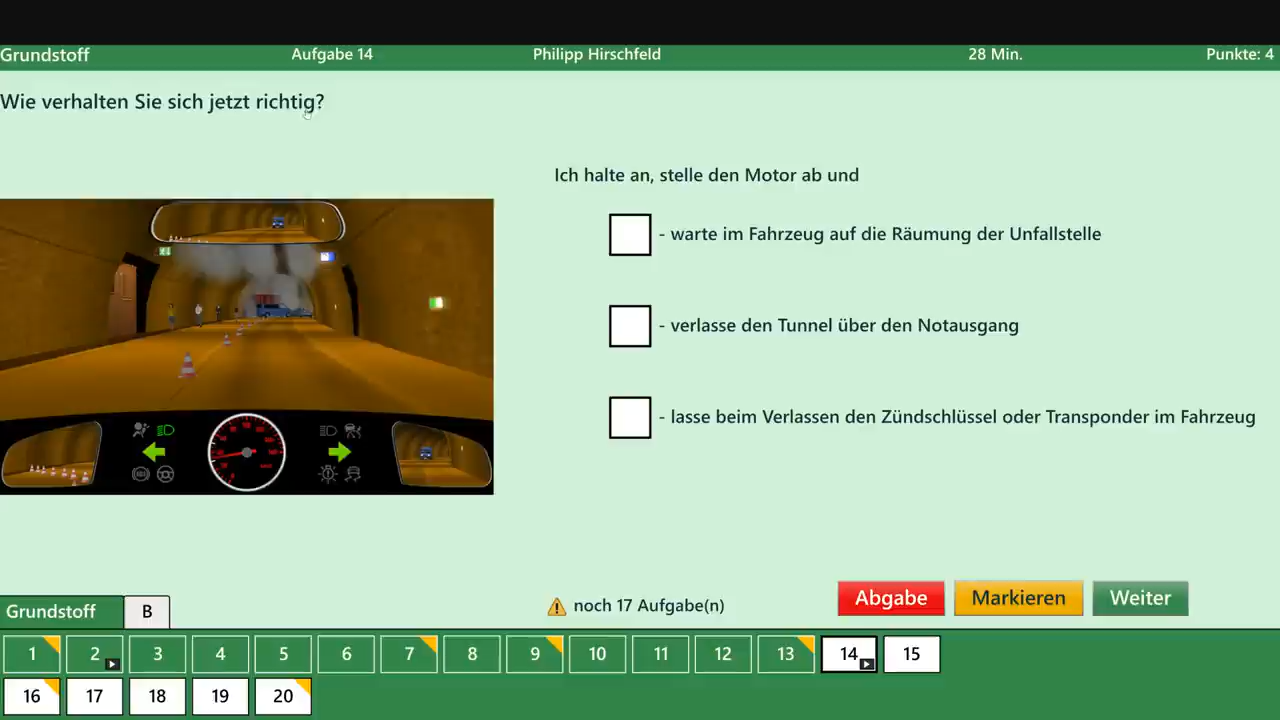 Grundstoff Aufgabe 14 Philipp Hirschfeld 28 Min. Punkte: 4
Wie verhalten Sie sich jetzt richtig?
Ich halte an, stelle den Motor ab und
- warte im Fahrzeug auf die Räumung der Unfallstelle
- verlasse den Tunnel über den Notausgang
- lasse beim Verlassen den Zündschlüssel oder Transponder im Fahrzeug
noch 17 Aufgabe(n) Abgabe Markieren Weiter
Grundstoff B
1 2 3 4 5 6 7 8 9 10 11 12 13 14 15
16 17 18 19 20